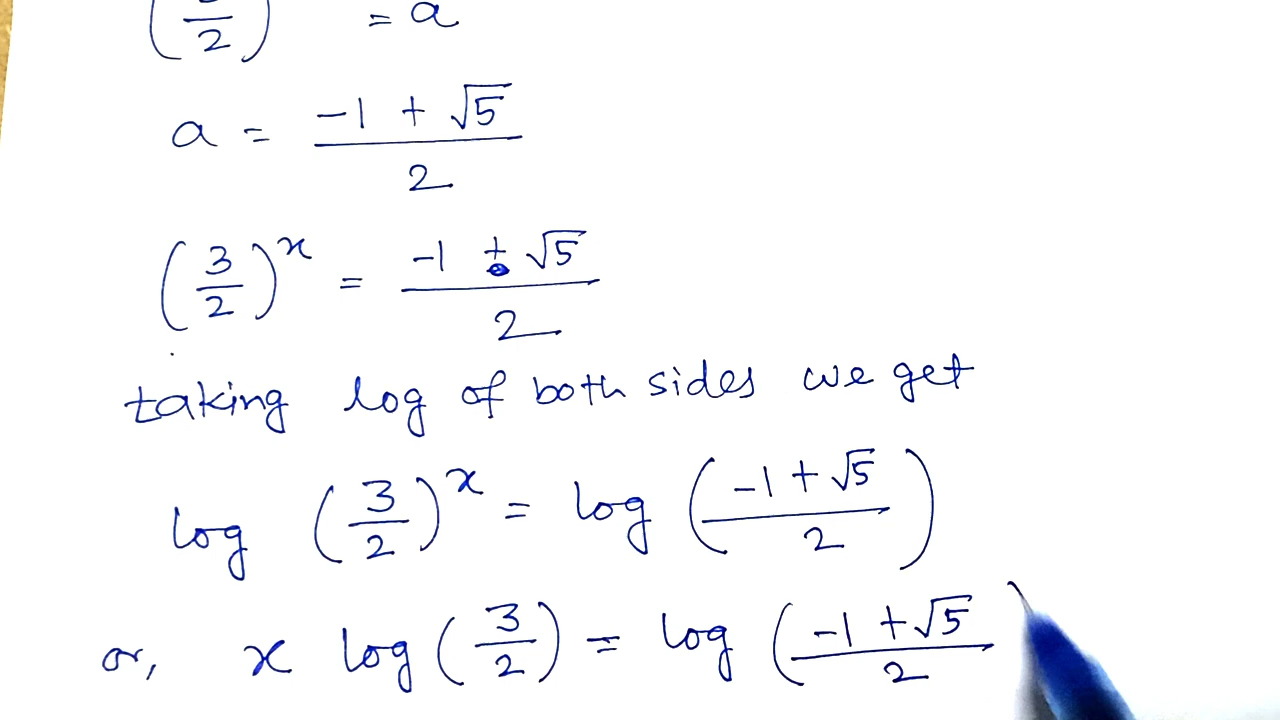 (/2) = a
a = (-1 + √5)/2
(3/2)^x = (-1 ± √5)/2
taking log of both sides we get
log (3/2)^x = log ((-1 + √5)/2)
or, x log (3/2) = log ((-1 + √5)/2)